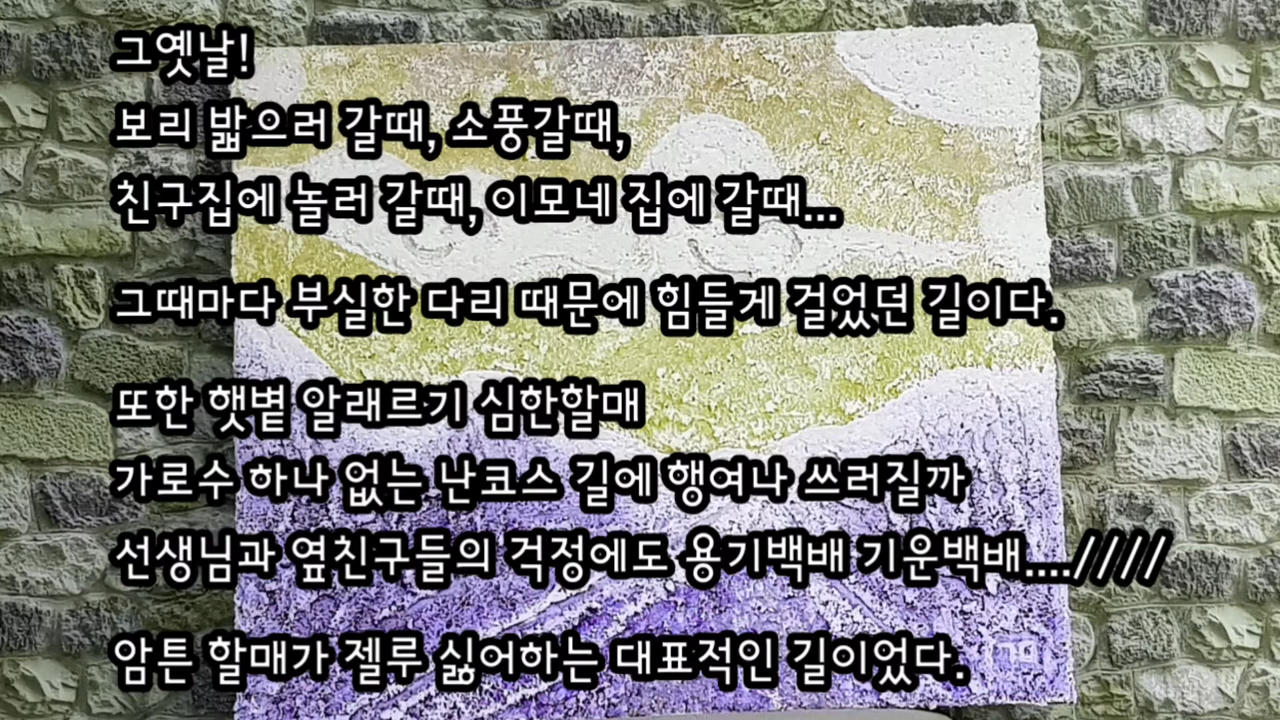 그옛날!
보리 밟으러 갈때, 소풍갈때,
친구집에 놀러 갈때, 이모네 집에 갈때...
그때마다 부실한 다리 때문에 힘들게 걸었던 길이다.
또한 햇볕 알래르기 심한할매
가로수 하나 없는 난코스 길에 행여나 쓰러질까
선생님과 옆친구들의 걱정에도 용기백배 기운백배....////
암튼 할매가 젤루 싫어하는 대표적인 길이었다.